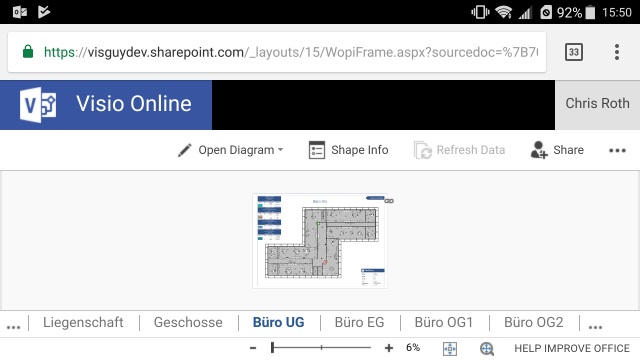 92% 15:50
https://visguydev.sharepoint.com/_layouts/15/WopiFrame.aspx?sourcedoc=%7B7 33
Visio Online Chris Roth
Open Diagram Shape Info Refresh Data Share •••
... Liegenschaft Geschosse Büro UG Büro EG Büro OG1 Büro OG2 ...
- + 6% HELP IMPROVE OFFICE